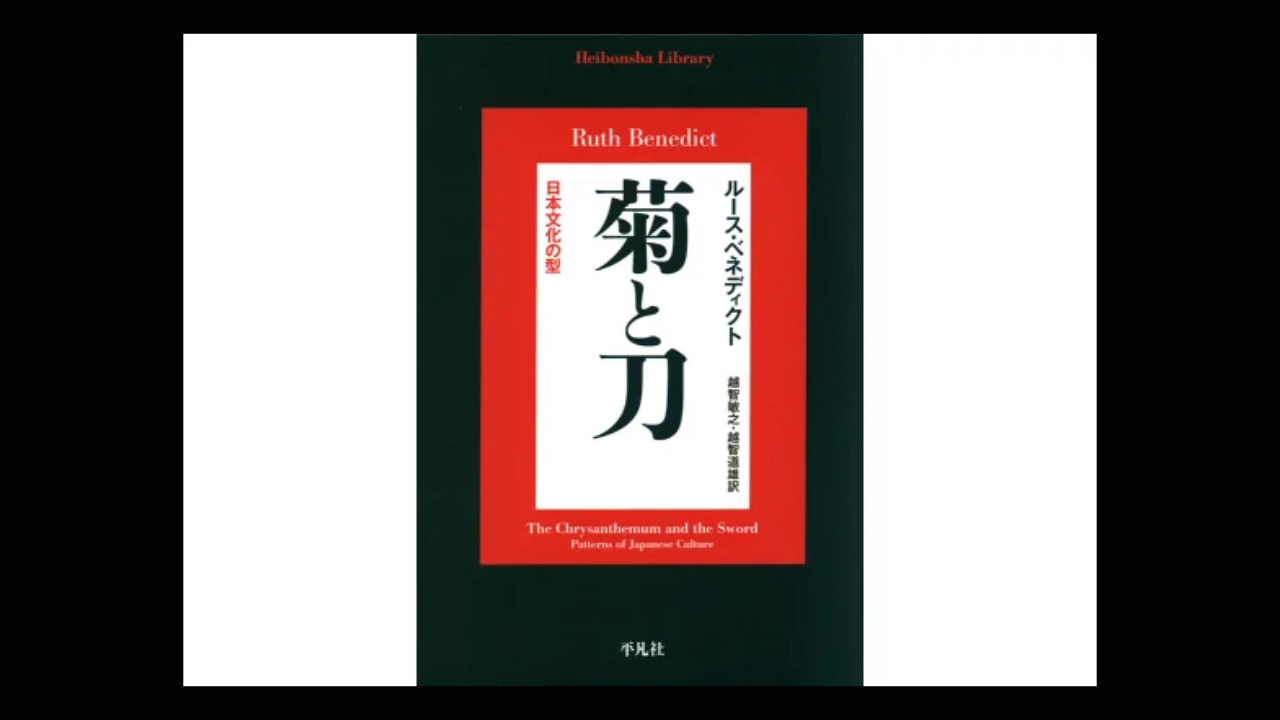 Heibonsha Library
Ruth Benedict
ルース・ベネディクト
越智敏之・越智道雄訳
菊と刀
日本文化の型
The Chrysanthemum and the Sword
Patterns of Japanese Culture
平凡社